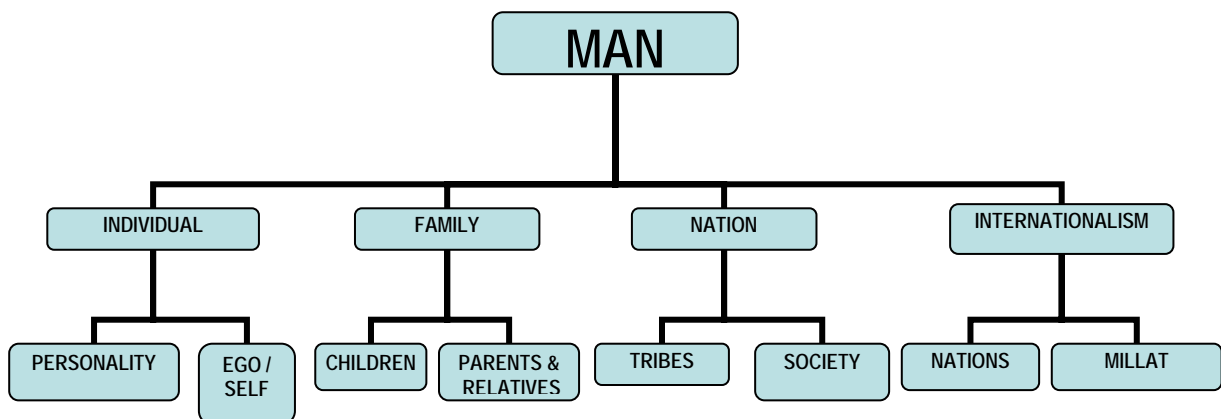 MAN
INDIVIDUAL
FAMILY
NATION
INTERNATIONALISM
PERSONALITY
EGO /
SELF
CHILDREN
PARENTS &
RELATIVES
TRIBES
SOCIETY
NATIONS
MILLAT